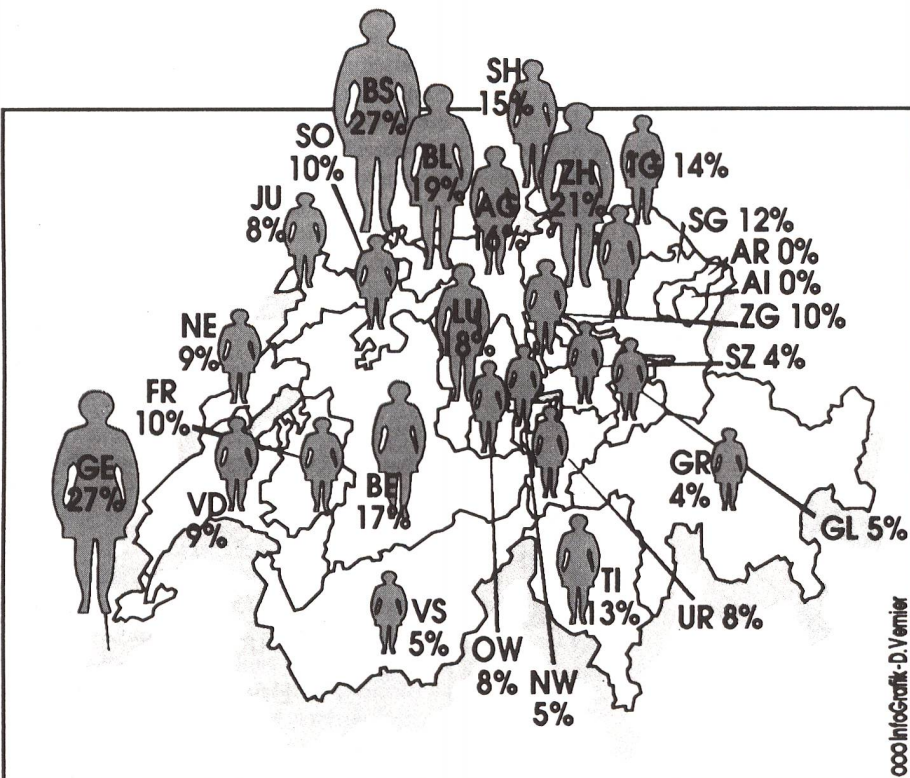 BS
27%
SH
15%
SO
10%
BL
19%
AG
16%
ZH
21%
TG 14%
JU
8%
SG 12%
AR 0%
AI 0%
ZG 10%
SZ 4%
NE
9%
LU
8%
FR
10%
GE
27%
VD
9%
BE
17%
GR
4%
GL 5%
VS
5%
OW
8%
NW
5%
TI
13%
UR 8%
InfoGrafik - D. Vernier